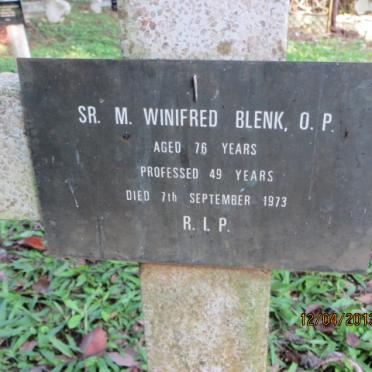 SR. M. WINIFRED BLENK, O. P.
AGED 76 YEARS
PROFESSED 49 YEARS
DIED 7th SEPTEMBER 1973
R. I. P.